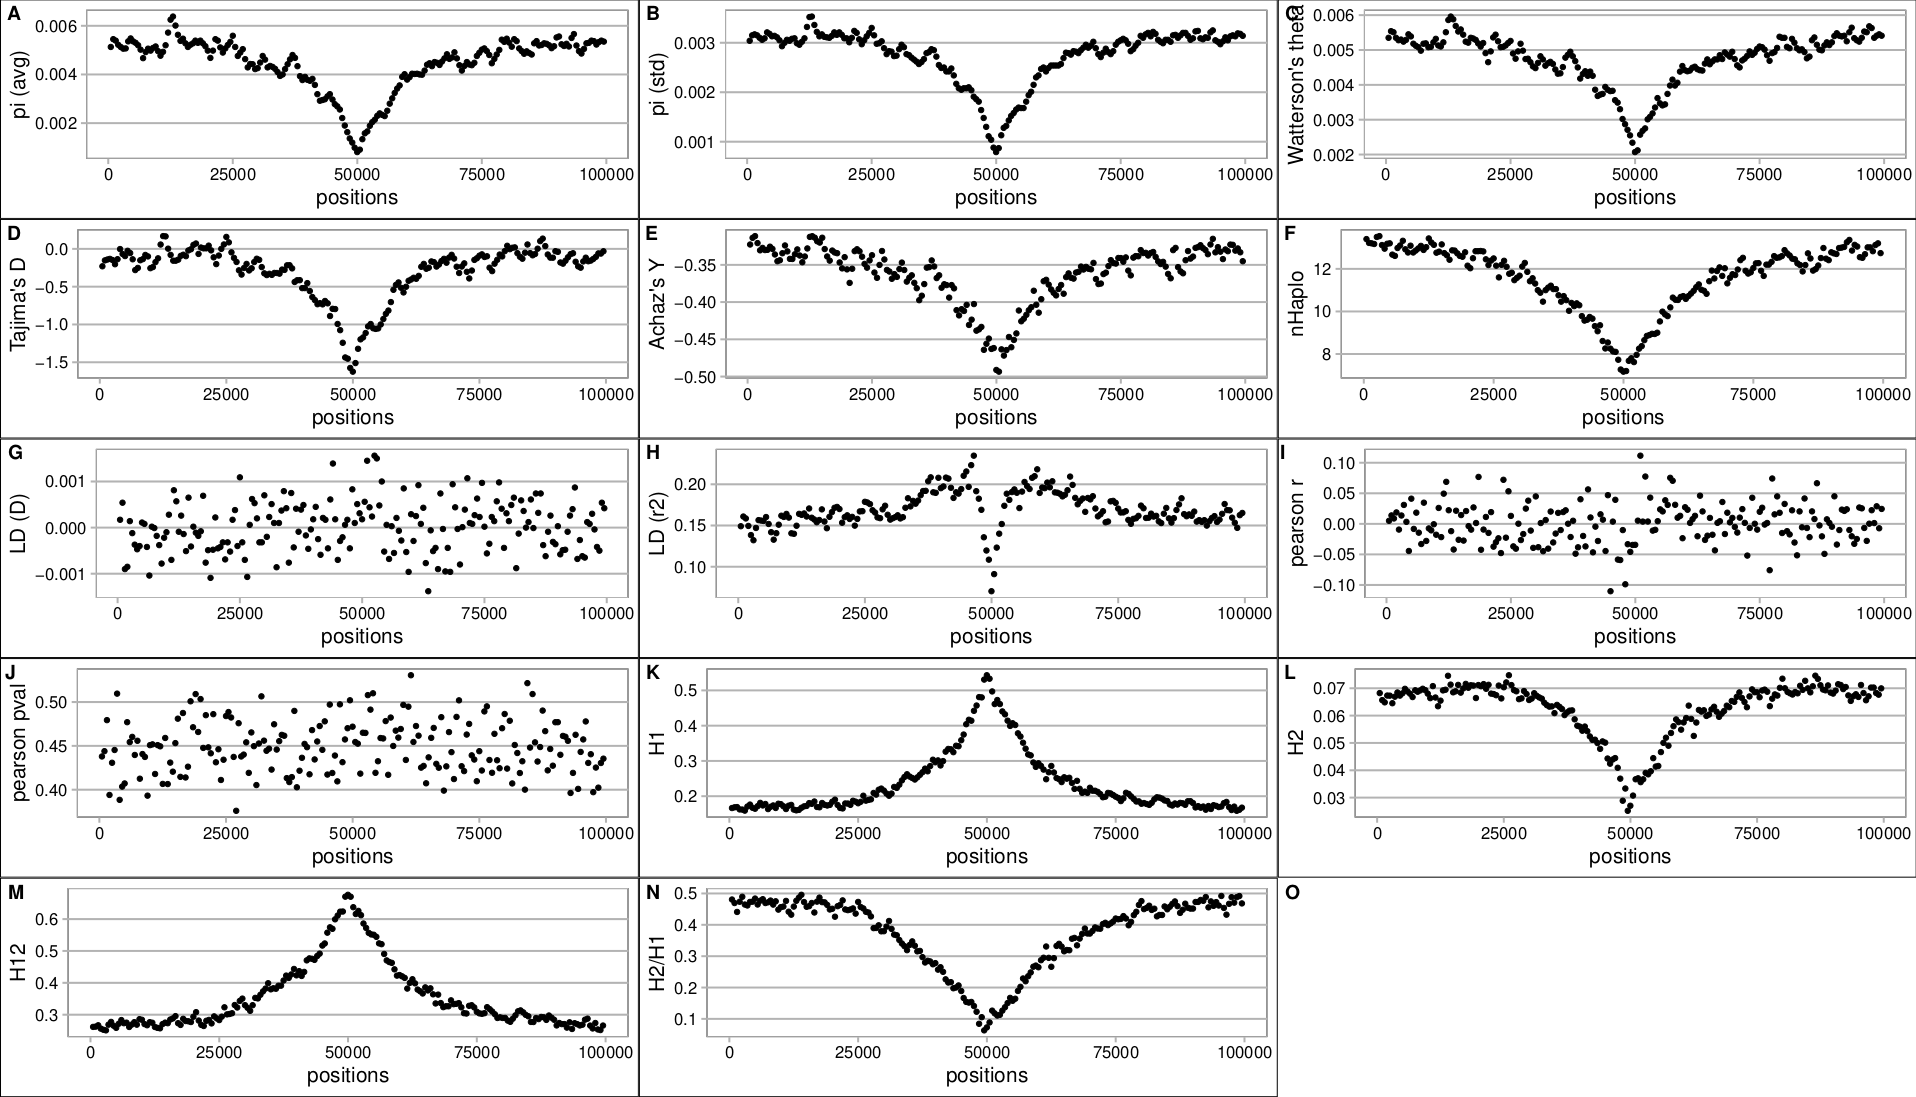 A
pi (avg)
0.006
0.004
0.002
0 25000 50000 75000 100000
positions
B
pi (std)
0.003
0.002
0.001
0 25000 50000 75000 100000
positions
C
Watterson's theta
0.006
0.005
0.004
0.003
0.002
0 25000 50000 75000 100000
positions
D
Tajima's D
0.0
−0.5
−1.0
−1.5
0 25000 50000 75000 100000
positions
E
Achaz's Y
−0.35
−0.40
−0.45
−0.50
0 25000 50000 75000 100000
positions
F
nHaplo
12
10
8
0 25000 50000 75000 100000
positions
G
LD (D)
0.001
0.000
−0.001
0 25000 50000 75000 100000
positions
H
LD (r2)
0.20
0.15
0.10
0 25000 50000 75000 100000
positions
I
pearson r
0.10
0.05
0.00
−0.05
−0.10
0 25000 50000 75000 100000
positions
J
pearson pval
0.50
0.45
0.40
0 25000 50000 75000 100000
positions
K
H1
0.5
0.4
0.3
0.2
0 25000 50000 75000 100000
positions
L
H2
0.07
0.06
0.05
0.04
0.03
0 25000 50000 75000 100000
positions
M
H12
0.6
0.5
0.4
0.3
0 25000 50000 75000 100000
positions
N
H2/H1
0.5
0.4
0.3
0.2
0.1
0 25000 50000 75000 100000
positions
O